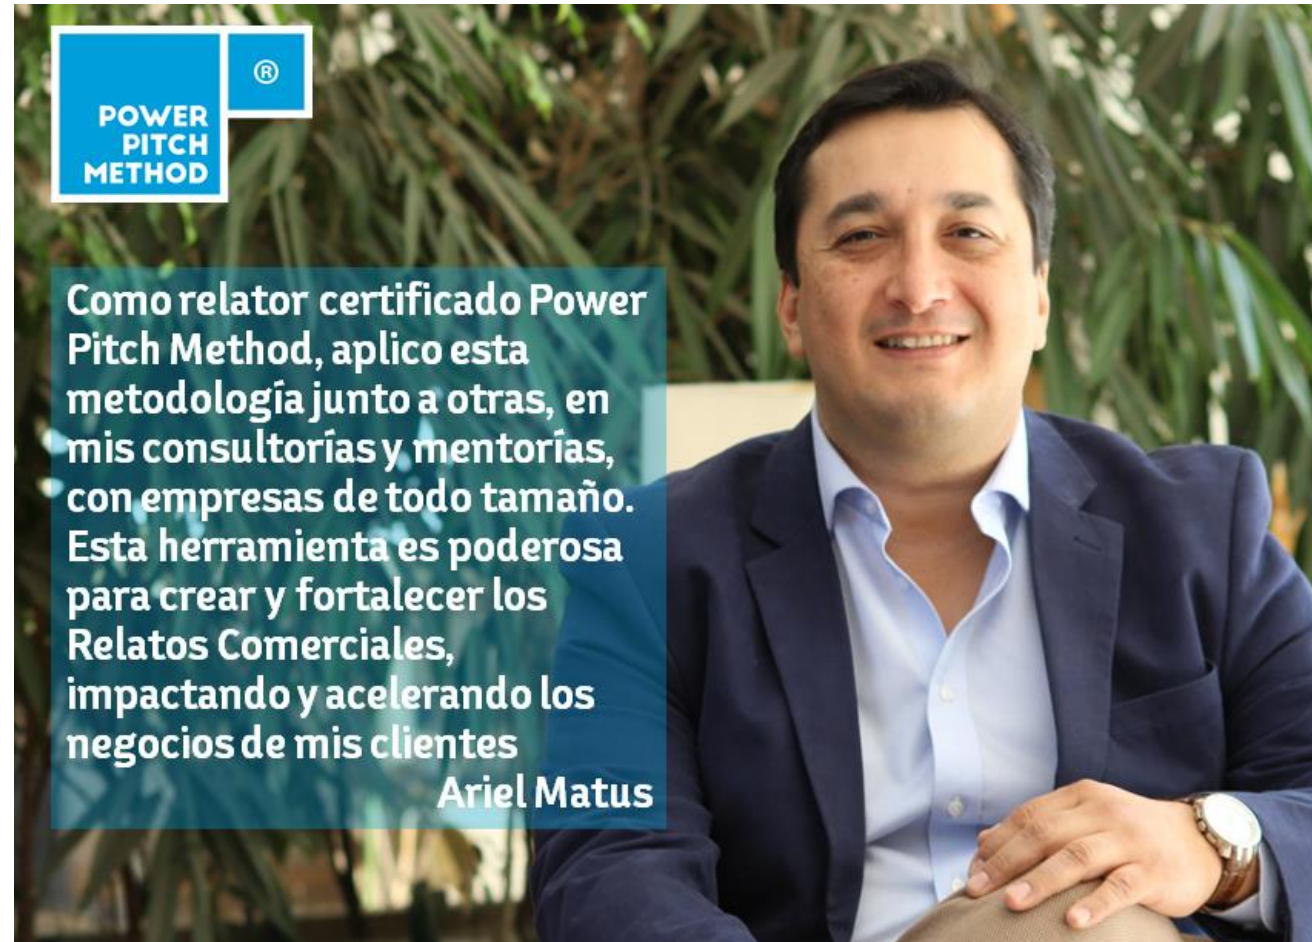 ®
POWER
PITCH
METHOD
Como relator certificado Power
Pitch Method, aplico esta
metodología junto a otras, en
mis consultorías y mentorías,
con empresas de todo tamaño.
Esta herramienta es poderosa
para crear y fortalecer los
Relatos Comerciales,
impactando y acelerando los
negocios de mis clientes
Ariel Matus